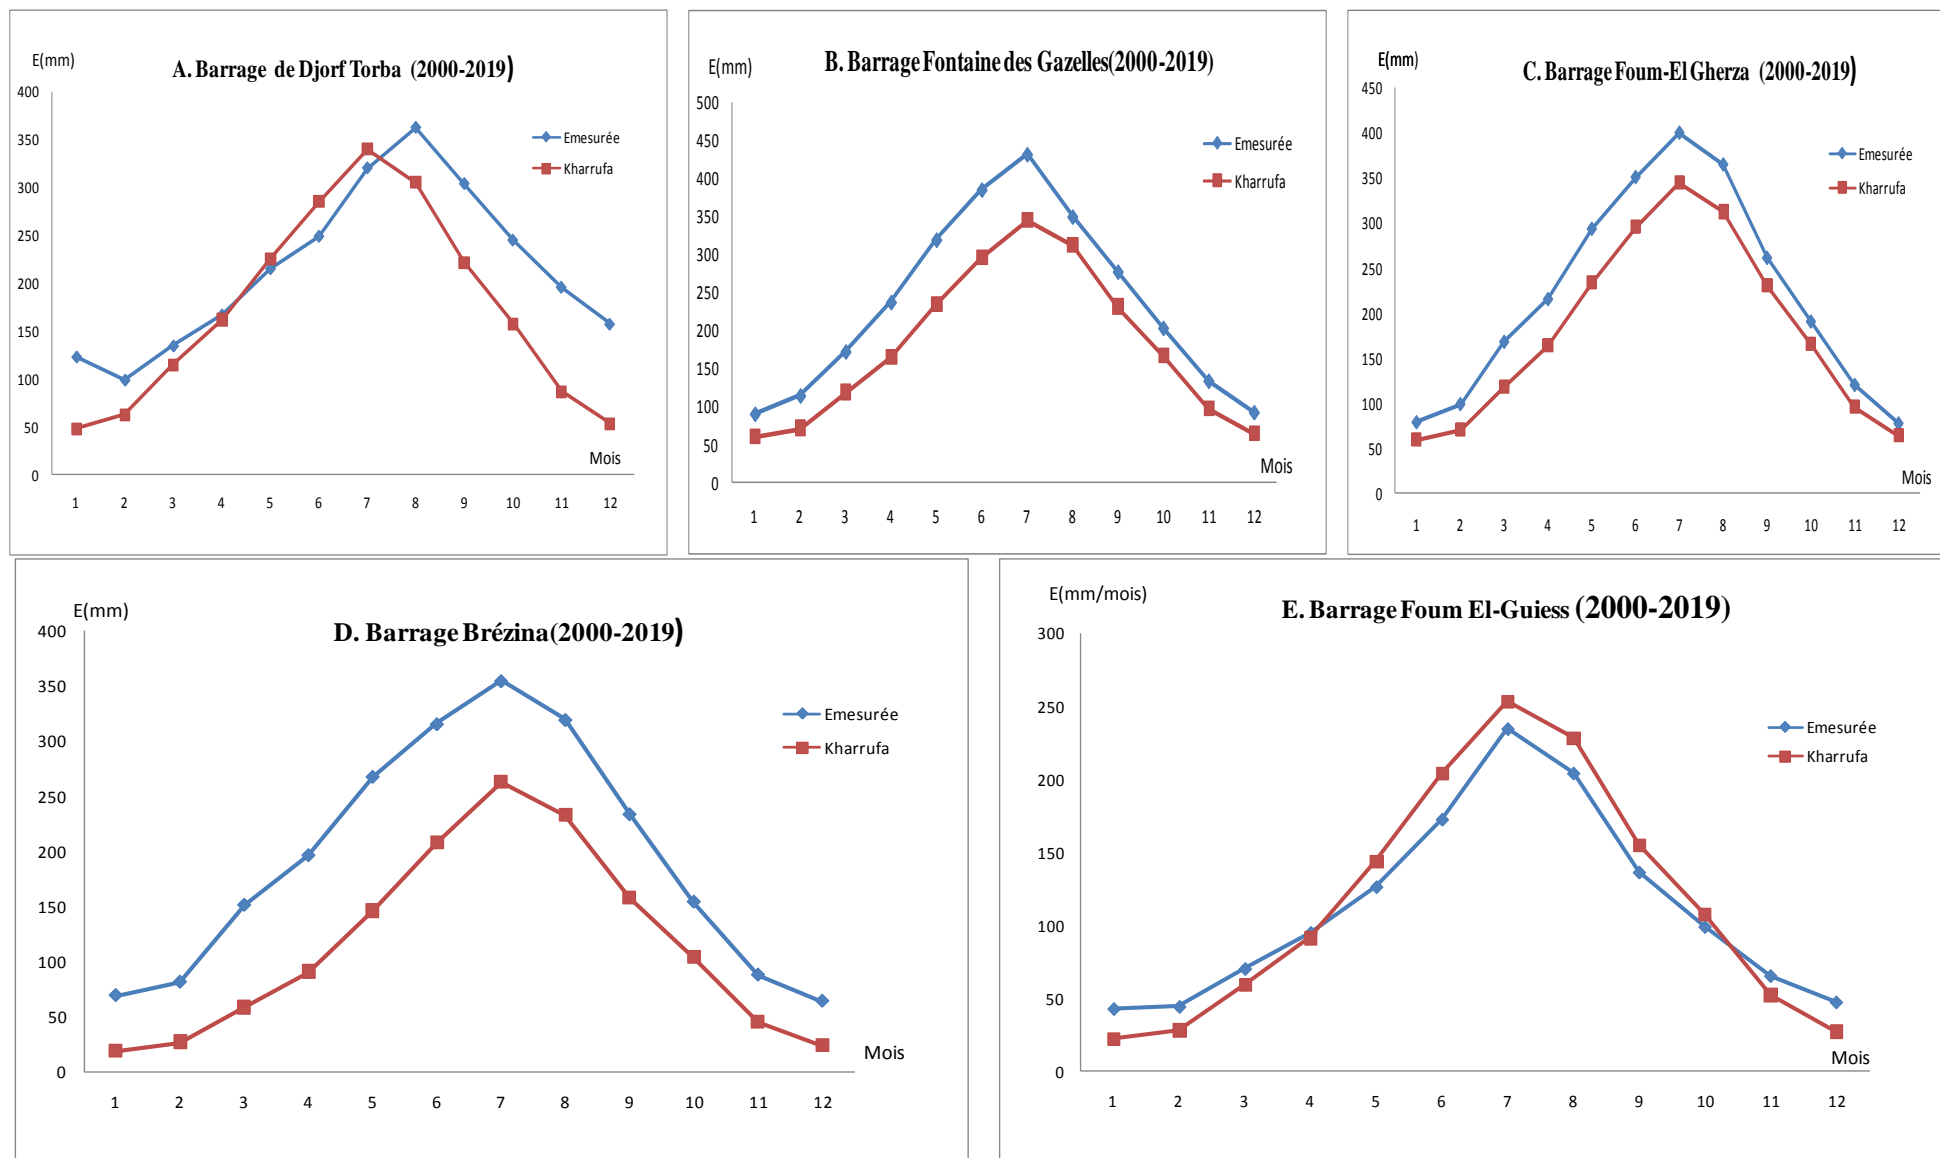 A. Barrage de Djorf Torba (2000-2019)
E(mm)
400
350
300
250
200
150
100
50
0
Emesurée
Kharrufa
Mois
1 2 3 4 5 6 7 8 9 10 11 12
B. Barrage Fontaine des Gazelles(2000-2019)
E(mm)
500
450
400
350
300
250
200
150
100
50
0
Emesurée
Kharrufa
Mois
1 2 3 4 5 6 7 8 9 10 11 12
C. Barrage Foum-El Gherza (2000-2019)
E(mm)
450
400
350
300
250
200
150
100
50
0
Emesurée
Kharrufa
Mois
1 2 3 4 5 6 7 8 9 10 11 12
D. Barrage Brézina(2000-2019)
E(mm)
400
350
300
250
200
150
100
50
0
Emesurée
Kharrufa
Mois
1 2 3 4 5 6 7 8 9 10 11 12
E. Barrage Foum El-Guiess (2000-2019)
E(mm/mois)
300
250
200
150
100
50
0
Emesurée
Kharrufa
Mois
1 2 3 4 5 6 7 8 9 10 11 12